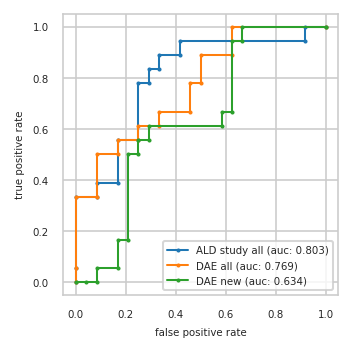 1.0
0.8
0.6
0.4
0.2
0.0
true positive rate
ALD study all (auc: 0.803)
DAE all (auc: 0.769)
DAE new (auc: 0.634)
0.0 0.2 0.4 0.6 0.8 1.0
false positive rate